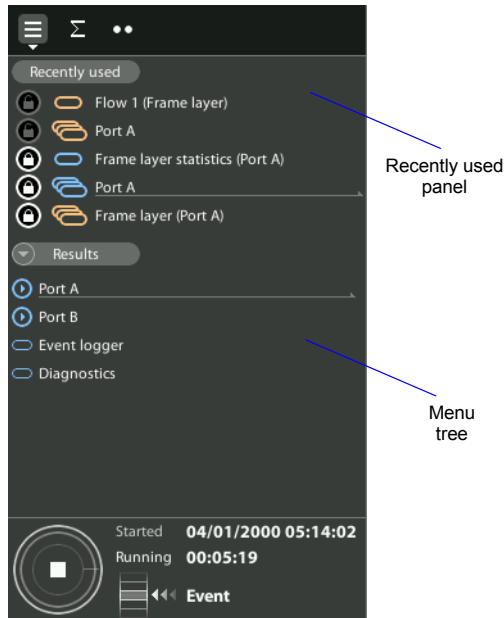 Σ
Recently used
Flow 1 (Frame layer)
Port A
Frame layer statistics (Port A)
Port A
Frame layer (Port A)
Results
Port A
Port B
Event logger
Diagnostics
Started 04/01/2000 05:14:02
Running 00:05:19
Event
Recently used
panel
Menu
tree